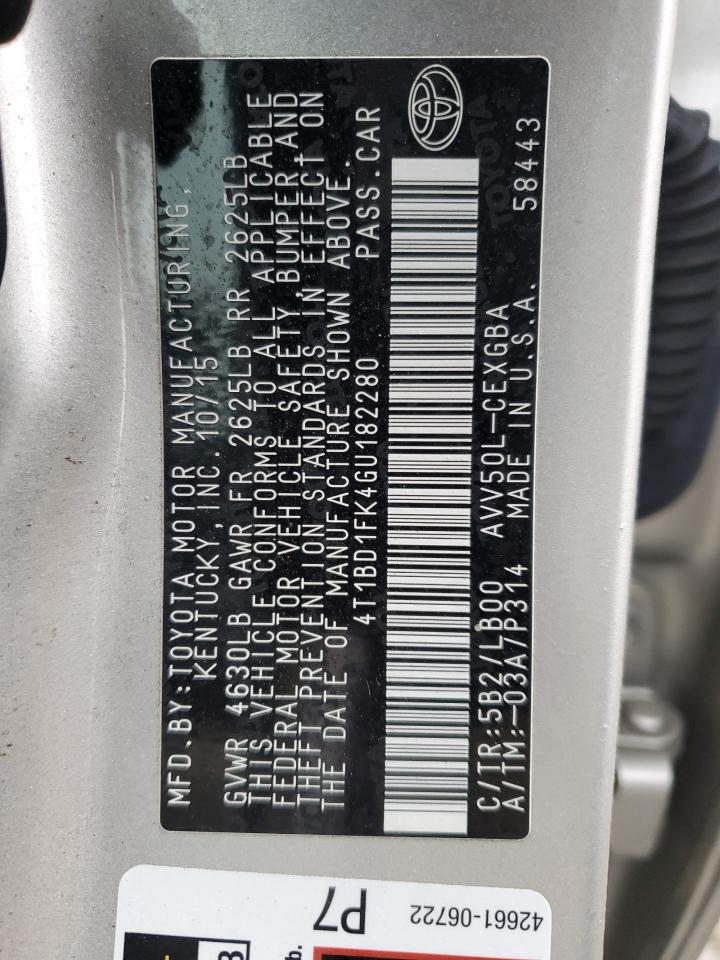 MFD.BY:TOYOTA MOTOR MANUFACTURING,
KENTUCKY,INC. 10/15
GVWR 4630LB GAWR FR 2625LB RR 2625LB
THIS VEHICLE CONFORMS TO ALL APPLICABLE
FEDERAL MOTOR VEHICLE SAFETY,BUMPER,AND
THEFT PREVENTION STANDARDS IN EFFECT ON
THE DATE OF MANUFACTURE SHOWN ABOVE.
4T1BD1FK4GU182280 PASS.CAR
C/TR:5B2/LB00 AVV50L-CEXGBA
A/TM:-03A/P314 MADE IN U.S.A. 58443
P7
42661-06722